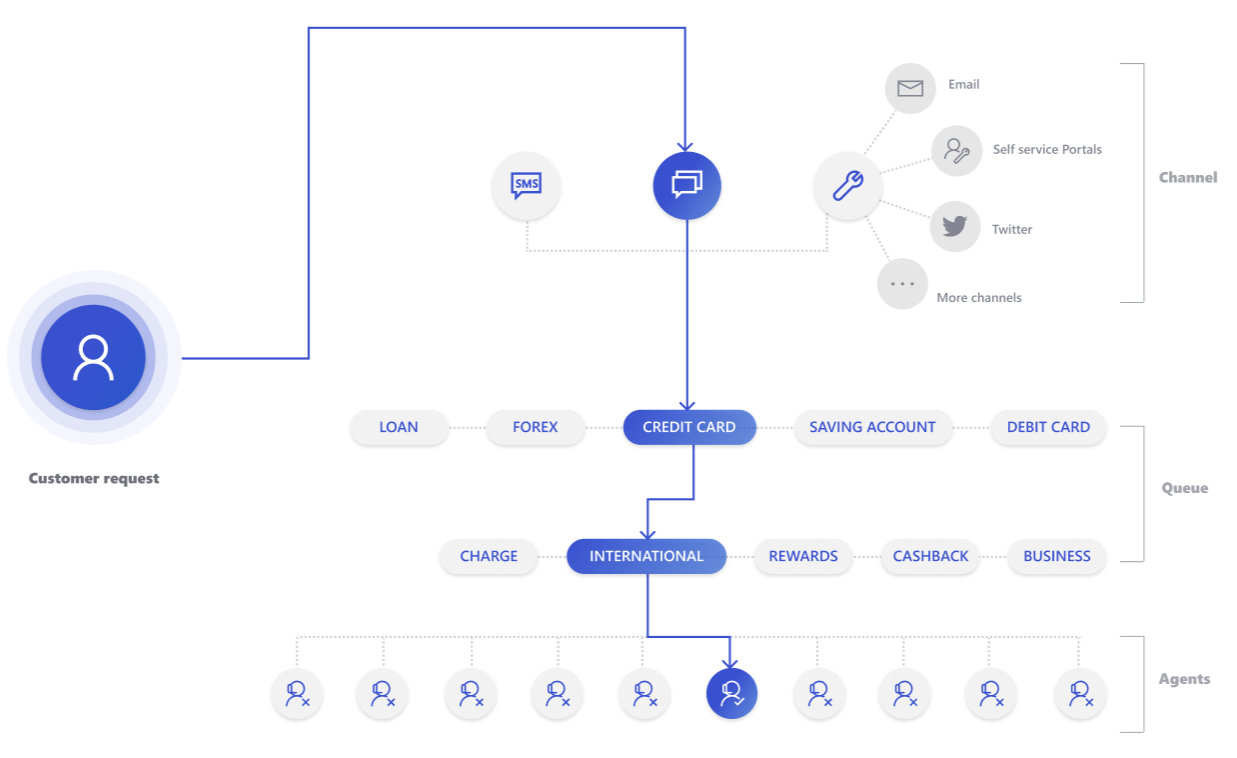 Email
Self service Portals
SMS
Channel
Twitter
More channels
LOAN FOREX CREDIT CARD SAVING ACCOUNT DEBIT CARD
Customer request
Queue
CHARGE INTERNATIONAL REWARDS CASHBACK BUSINESS
Agents